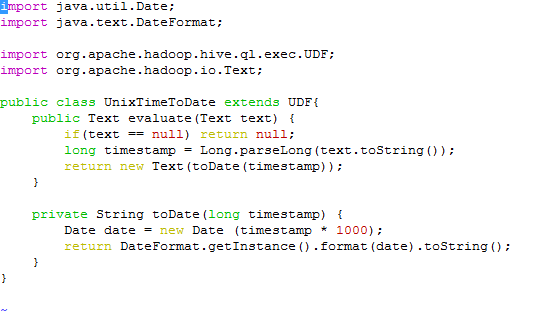 import java.util.Date;
import java.text.DateFormat;

import org.apache.hadoop.hive.ql.exec.UDF;
import org.apache.hadoop.io.Text;

public class UnixTimeToDate extends UDF{
    public Text evaluate(Text text) {
        if(text == null) return null;
        long timestamp = Long.parseLong(text.toString());
        return new Text(toDate(timestamp));
    }

    private String toDate(long timestamp) {
        Date date = new Date (timestamp * 1000);
        return DateFormat.getInstance().format(date).toString();
    }
}

~